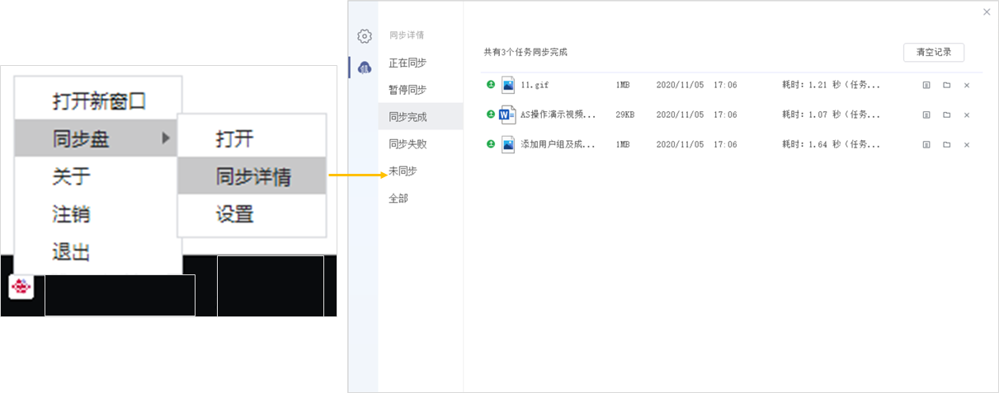 打开新窗口
同步盘
关于
注销
退出
打开
同步详情
设置
同步详情
正在同步
暂停同步
同步完成
同步失败
未同步
全部
共有3个任务同步完成
清空记录
11.gif 1MB 2020/11/05 17:06 耗时：1.21 秒（任务...
AS操作演示视频... 29KB 2020/11/05 17:06 耗时：1.07 秒（任务...
添加用户组及成... 1MB 2020/11/05 17:06 耗时：1.64 秒（任务...